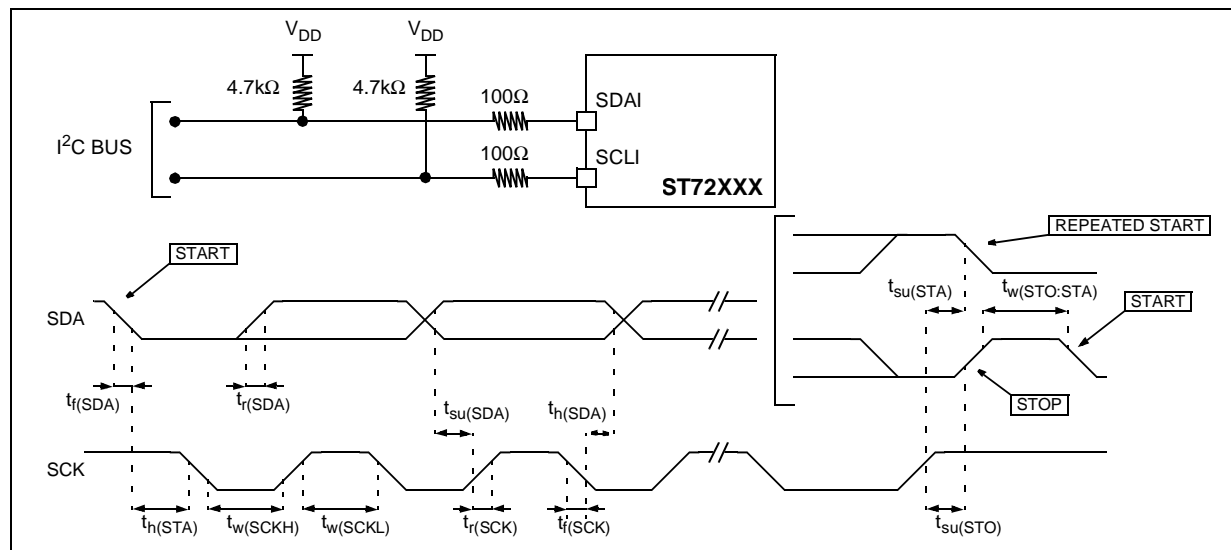 V_DD V_DD
4.7kΩ 4.7kΩ
100Ω
SDAI
I²C BUS
100Ω
SCLI
ST72XXX
REPEATED START
START
t_su(STA) t_w(STO:STA)
START
SDA
t_f(SDA) t_r(SDA)
t_su(SDA) t_h(SDA)
STOP
SCK
t_h(STA) t_w(SCKH) t_w(SCKL) t_r(SCK) t_f(SCK) t_su(STO)